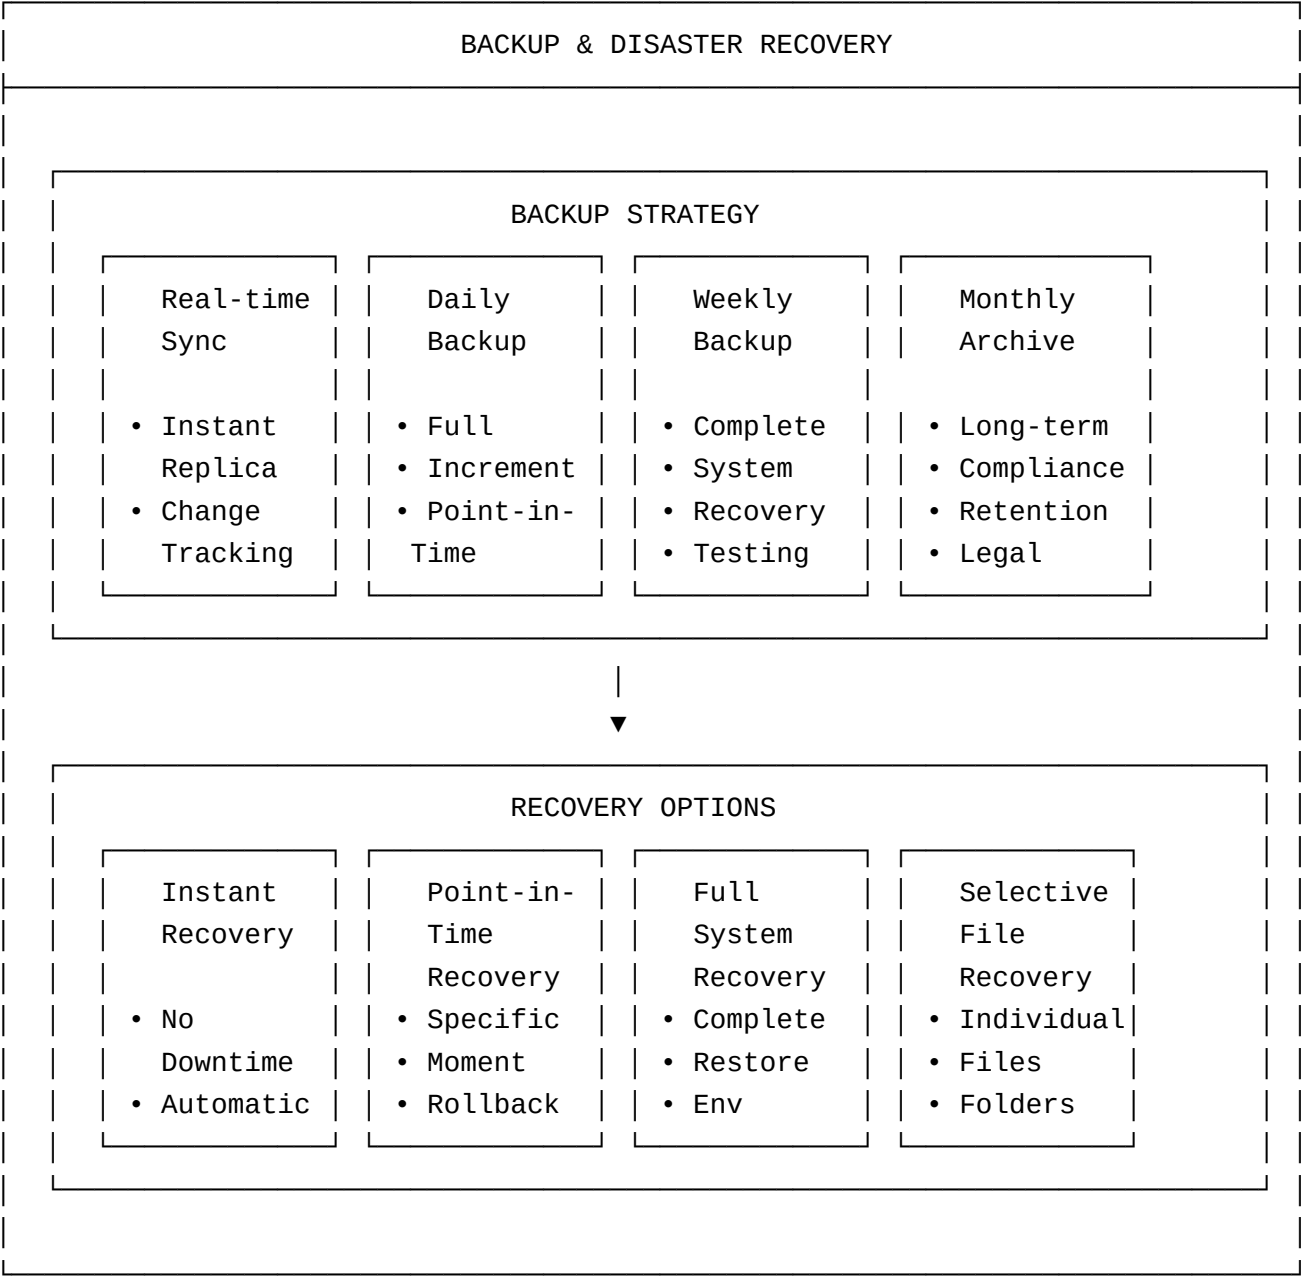 BACKUP & DISASTER RECOVERY
BACKUP STRATEGY
Real-time
Sync
• Instant
Replica
• Change
Tracking
Daily
Backup
• Full
• Increment
• Point-in-
Time
Weekly
Backup
• Complete
• System
• Recovery
• Testing
Monthly
Archive
• Long-term
• Compliance
• Retention
• Legal
▼
RECOVERY OPTIONS
Instant
Recovery
• No
Downtime
• Automatic
Point-in-
Time
Recovery
• Specific
• Moment
• Rollback
Full
System
Recovery
• Complete
• Restore
• Env
Selective
File
Recovery
• Individual
• Files
• Folders